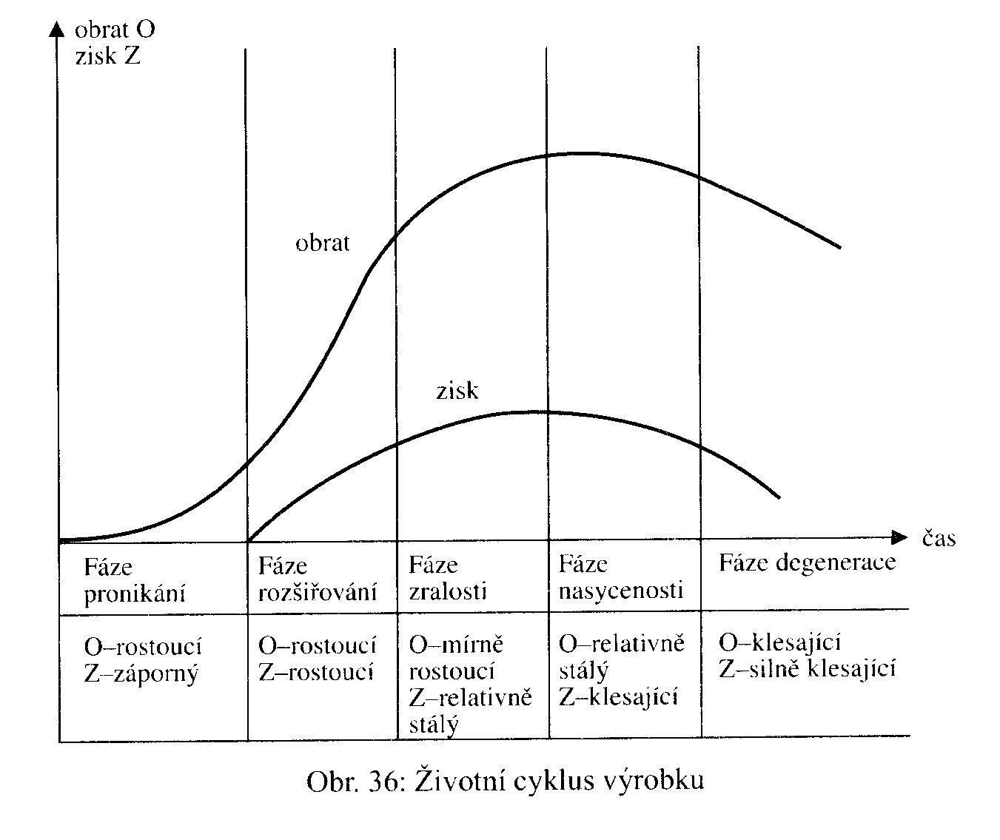 obrat O
zisk Z
obrat
zisk
čas
Fáze
pronikání
Fáze
rozšiřování
Fáze
zralosti
Fáze
nasycenosti
Fáze degenerace
O–rostoucí
Z–záporný
O–rostoucí
Z–rostoucí
O–mírně
rostoucí
Z–relativně
stálý
O–relativně
stálý
Z–klesající
O–klesající
Z–silně klesající
Obr. 36: Životní cyklus výrobku